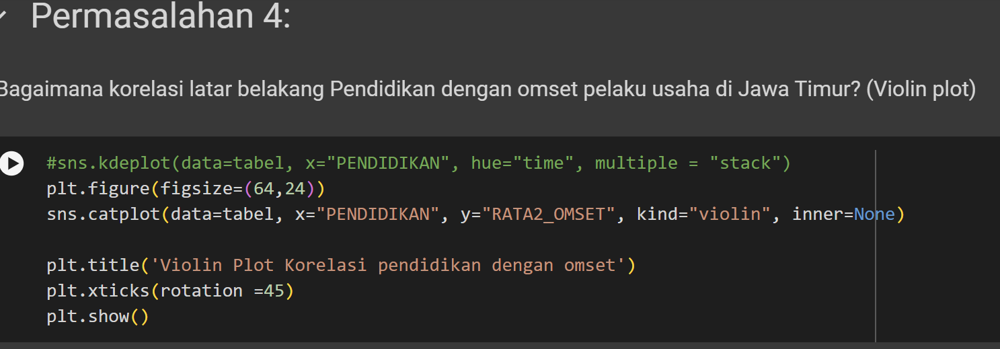 Permasalahan 4:
Bagaimana korelasi latar belakang Pendidikan dengan omset pelaku usaha di Jawa Timur? (Violin plot)
#sns.kdeplot(data=tabel, x="PENDIDIKAN", hue="time", multiple = "stack")
plt.figure(figsize=(64,24))
sns.catplot(data=tabel, x="PENDIDIKAN", y="RATA2_OMSET", kind="violin", inner=None)
plt.title('Violin Plot Korelasi pendidikan dengan omset')
plt.xticks(rotation =45)
plt.show()